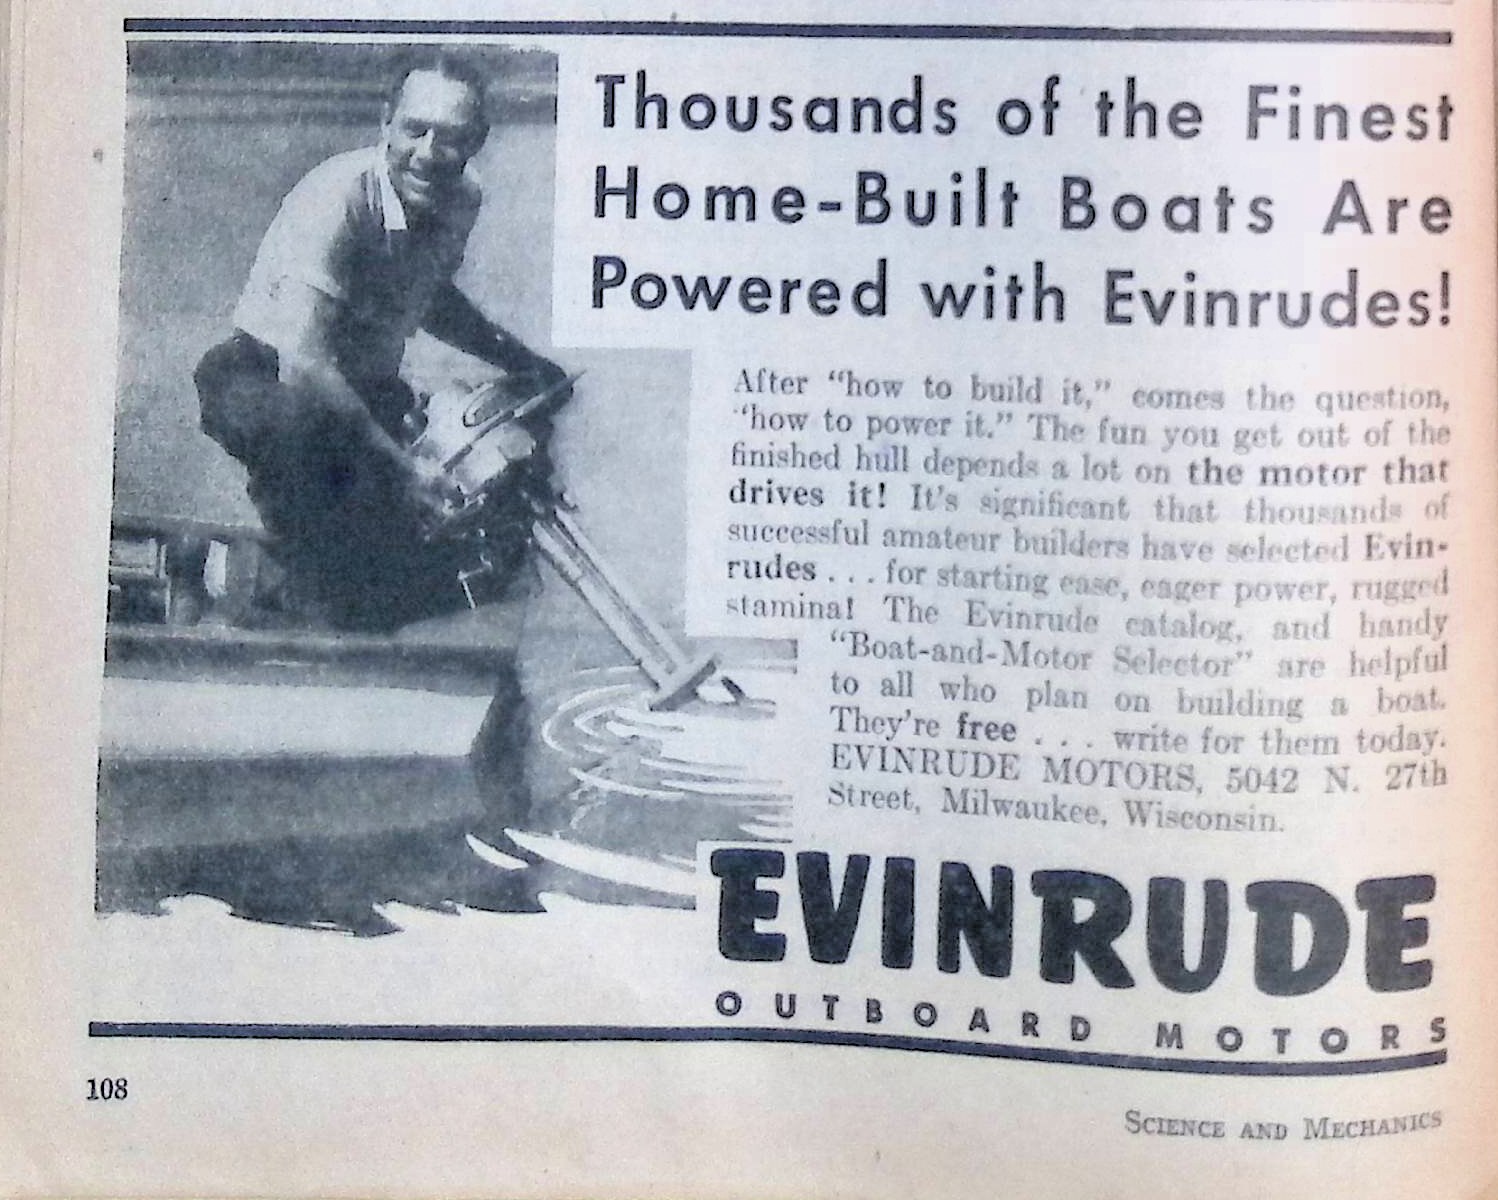 Thousands of the Finest
Home-Built Boats Are
Powered with Evinrudes!
After “how to build it,” comes the question,
“how to power it.” The fun you get out of the
finished hull depends a lot on the motor that
drives it! It’s significant that thousands of
successful amateur builders have selected Evin-
rudes . . . for starting ease, eager power, rugged
stamina! The Evinrude catalog, and handy
“Boat-and-Motor Selector” are helpful
to all who plan on building a boat.
They’re free . . . write for them today.
EVINRUDE MOTORS, 5042 N. 27th
Street, Milwaukee, Wisconsin.
EVINRUDE
OUTBOARD MOTORS
108
SCIENCE AND MECHANICS